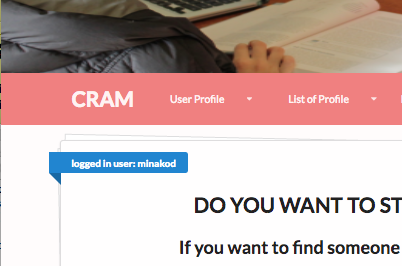 CRAM User Profile List of Profile
logged in user: minakod
DO YOU WANT TO ST
If you want to find someone